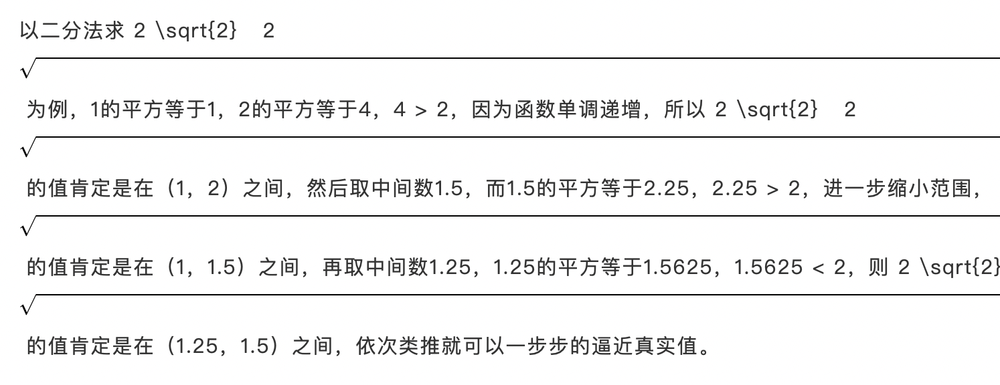 以二分法求 2 \sqrt{2} 2
√
为例，1的平方等于1，2的平方等于4，4 > 2，因为函数单调递增，所以 2 \sqrt{2} 2
√
的值肯定是在（1，2）之间，然后取中间数1.5，而1.5的平方等于2.25，2.25 > 2，进一步缩小范围，
√
的值肯定是在（1，1.5）之间，再取中间数1.25，1.25的平方等于1.5625，1.5625 < 2，则 2 \sqrt{2}
√
的值肯定是在（1.25，1.5）之间，依次类推就可以一步步的逼近真实值。